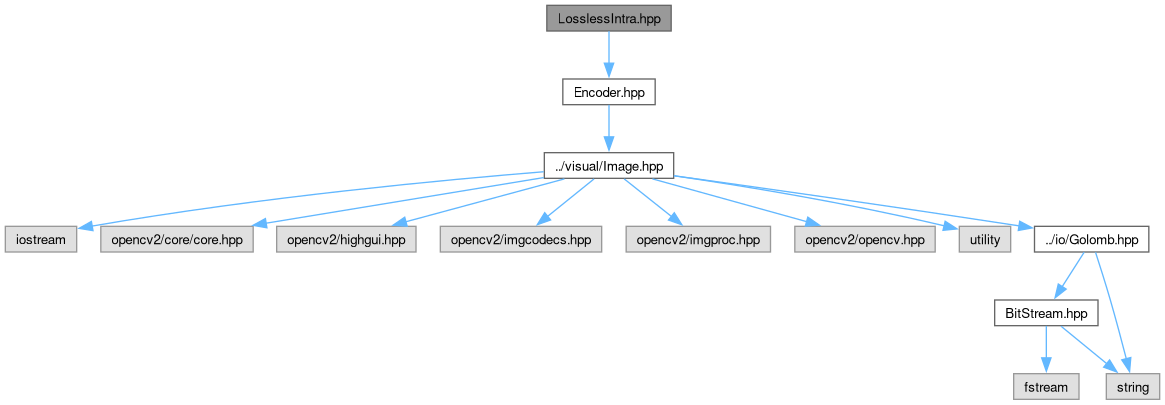 LosslessIntra.hpp
Encoder.hpp
../visual/Image.hpp
iostream
opencv2/core/core.hpp
opencv2/highgui.hpp
opencv2/imgcodecs.hpp
opencv2/imgproc.hpp
opencv2/opencv.hpp
utility
../io/Golomb.hpp
BitStream.hpp
fstream
string